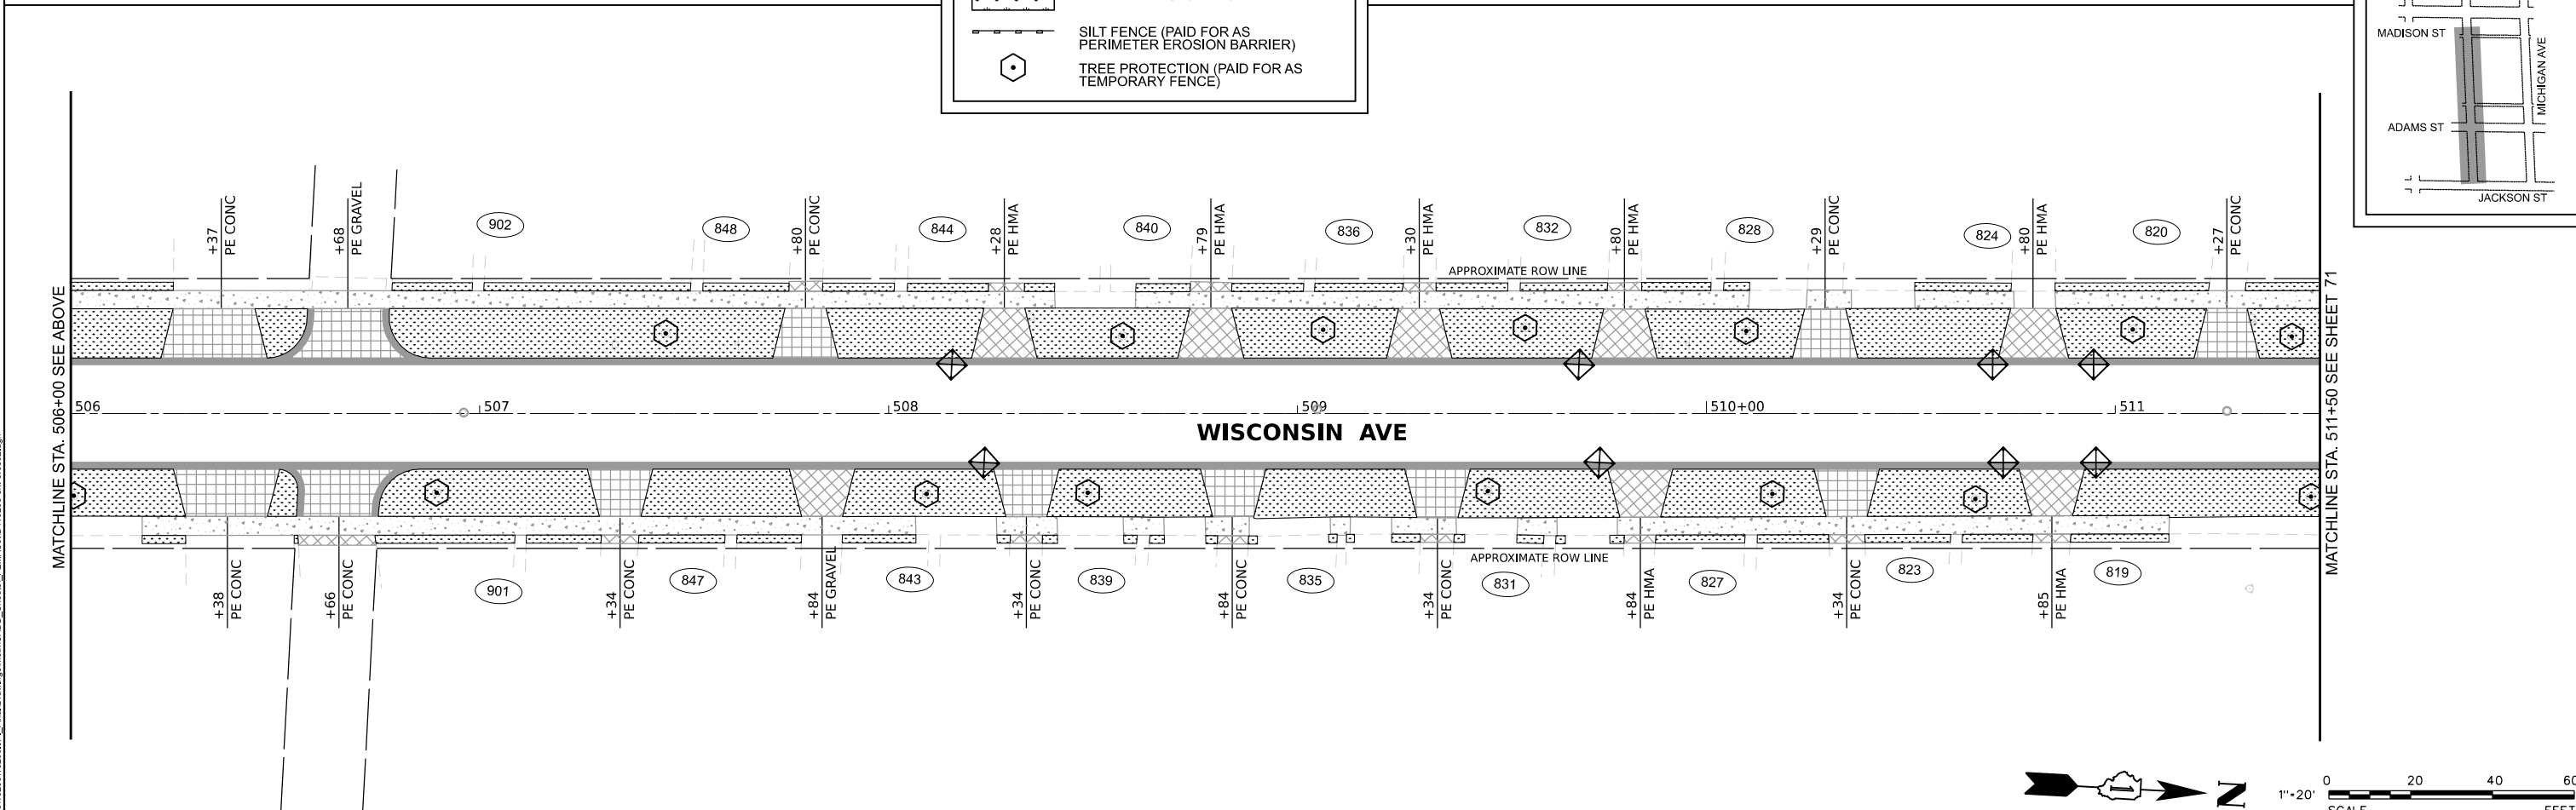 SILT FENCE (PAID FOR AS
PERIMETER EROSION BARRIER)
TREE PROTECTION (PAID FOR AS
TEMPORARY FENCE)
MADISON ST
MICHIGAN AVE
ADAMS ST
JACKSON ST
MATCHLINE STA. 506+00 SEE ABOVE
+37
PE CONC
+68
PE GRAVEL
902
848
+80
PE CONC
844
+28
PE HMA
840
+79
PE HMA
836
+30
PE HMA
832
+80
PE HMA
828
+29
PE CONC
824
+80
PE HMA
820
+27
PE CONC
APPROXIMATE ROW LINE
506
507
508
509
510+00
511
WISCONSIN AVE
MATCHLINE STA. 511+50 SEE SHEET 71
APPROXIMATE ROW LINE
+38
PE CONC
+66
PE CONC
901
+34
PE CONC
847
+84
PE GRAVEL
843
+34
PE CONC
839
+84
PE CONC
835
+34
PE CONC
831
+84
PE HMA
827
+34
PE CONC
823
+85
PE HMA
819
N
1"=20'
0 20 40 60
SCALE FEET